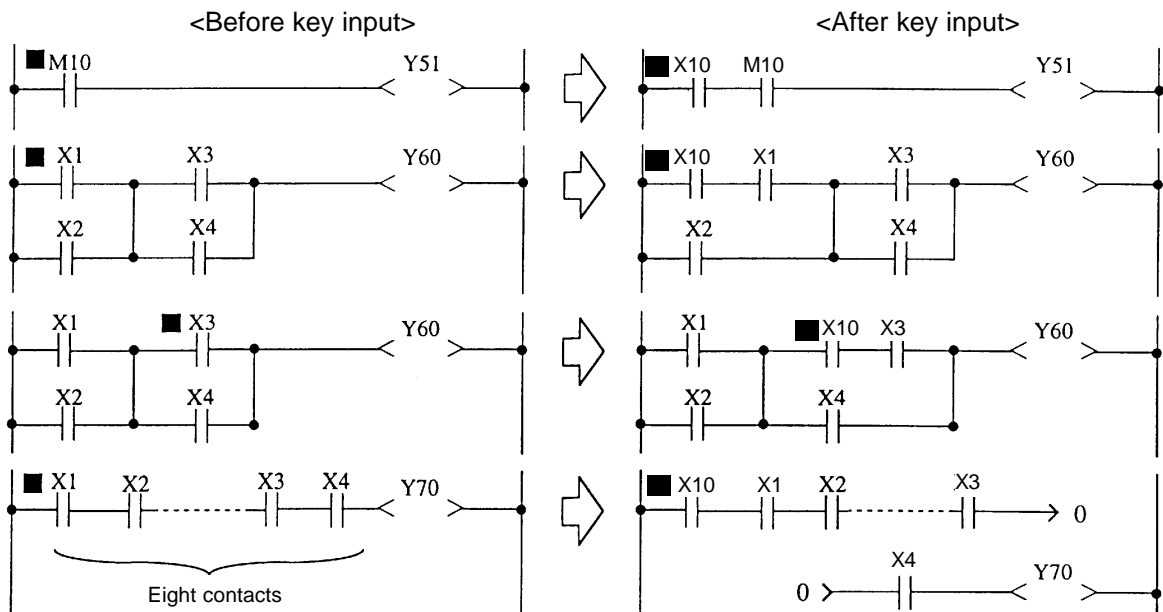 <Before key input> <After key input>
M10 Y51 X10 M10 Y51
X1 X3 Y60 X10 X1 X3 Y60
X2 X4 X2 X4
X1 X3 Y60 X1 X10 X3 Y60
X2 X4 X2 X4
X1 X2 X3 X4 Y70 X10 X1 X2 X3 0
Eight contacts 0 X4 Y70